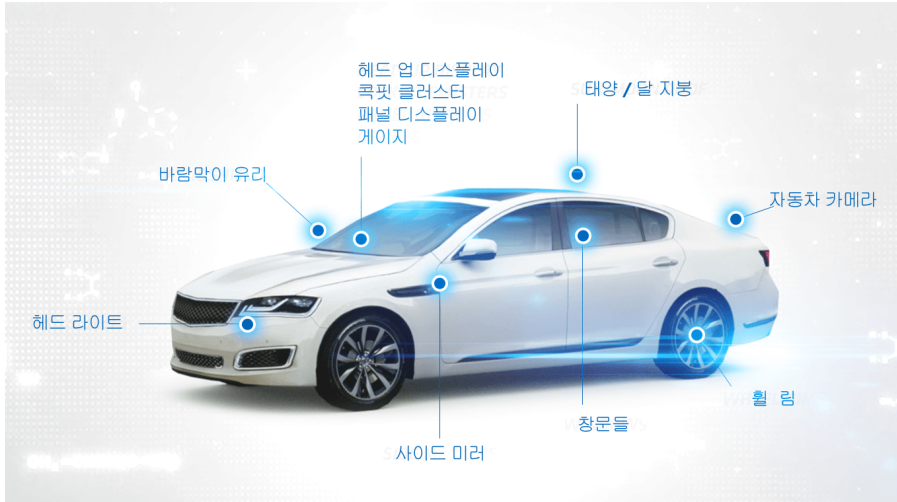 헤드 업 디스플레이
콕핏 클러스터
패널 디스플레이
게이지
태양 / 달 지붕
바람막이 유리
자동차 카메라
헤드 라이트
휠 림
창문들
사이드 미러